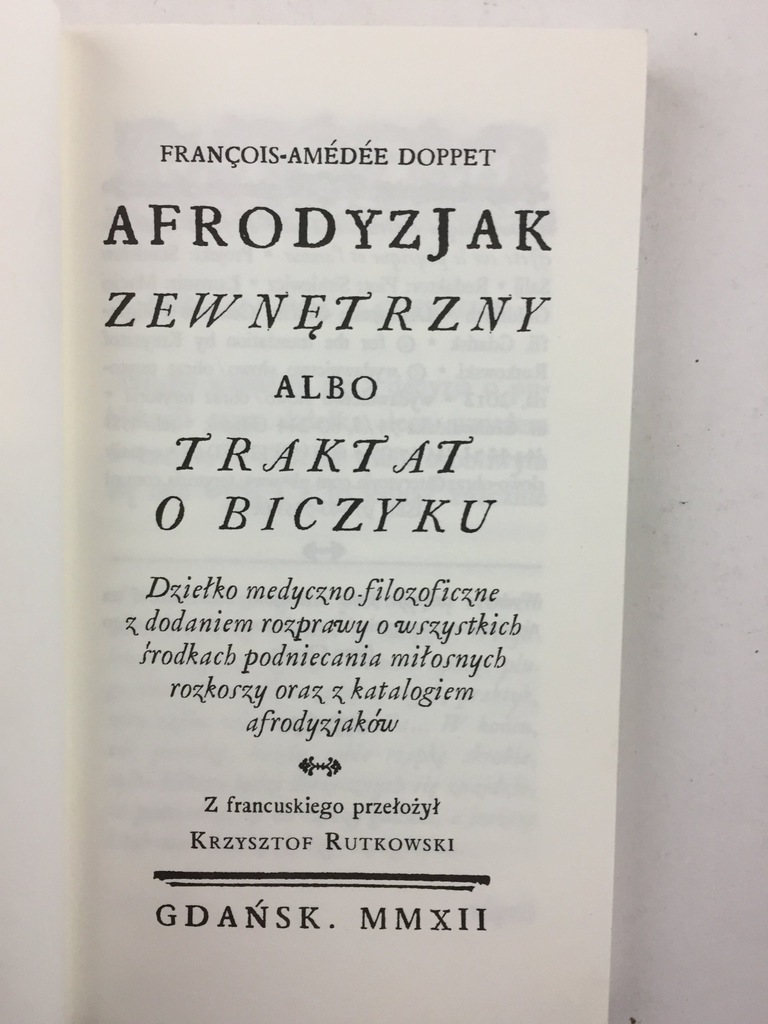 FRANÇOIS-AMÉDÉE DOPPET
AFRODYZJAK
ZEWNĘTRZNY
ALBO
TRAKTAT
O BICZYKU
Dziełko medyczno-filozoficzne
z dodaniem rozprawy o wszystkich
środkach podniecania miłosnych
rozkoszy oraz z katalogiem
afrodyzjaków
Z francuskiego przełożył
KRZYSZTOF RUTKOWSKI
GDAŃSK. MMXII